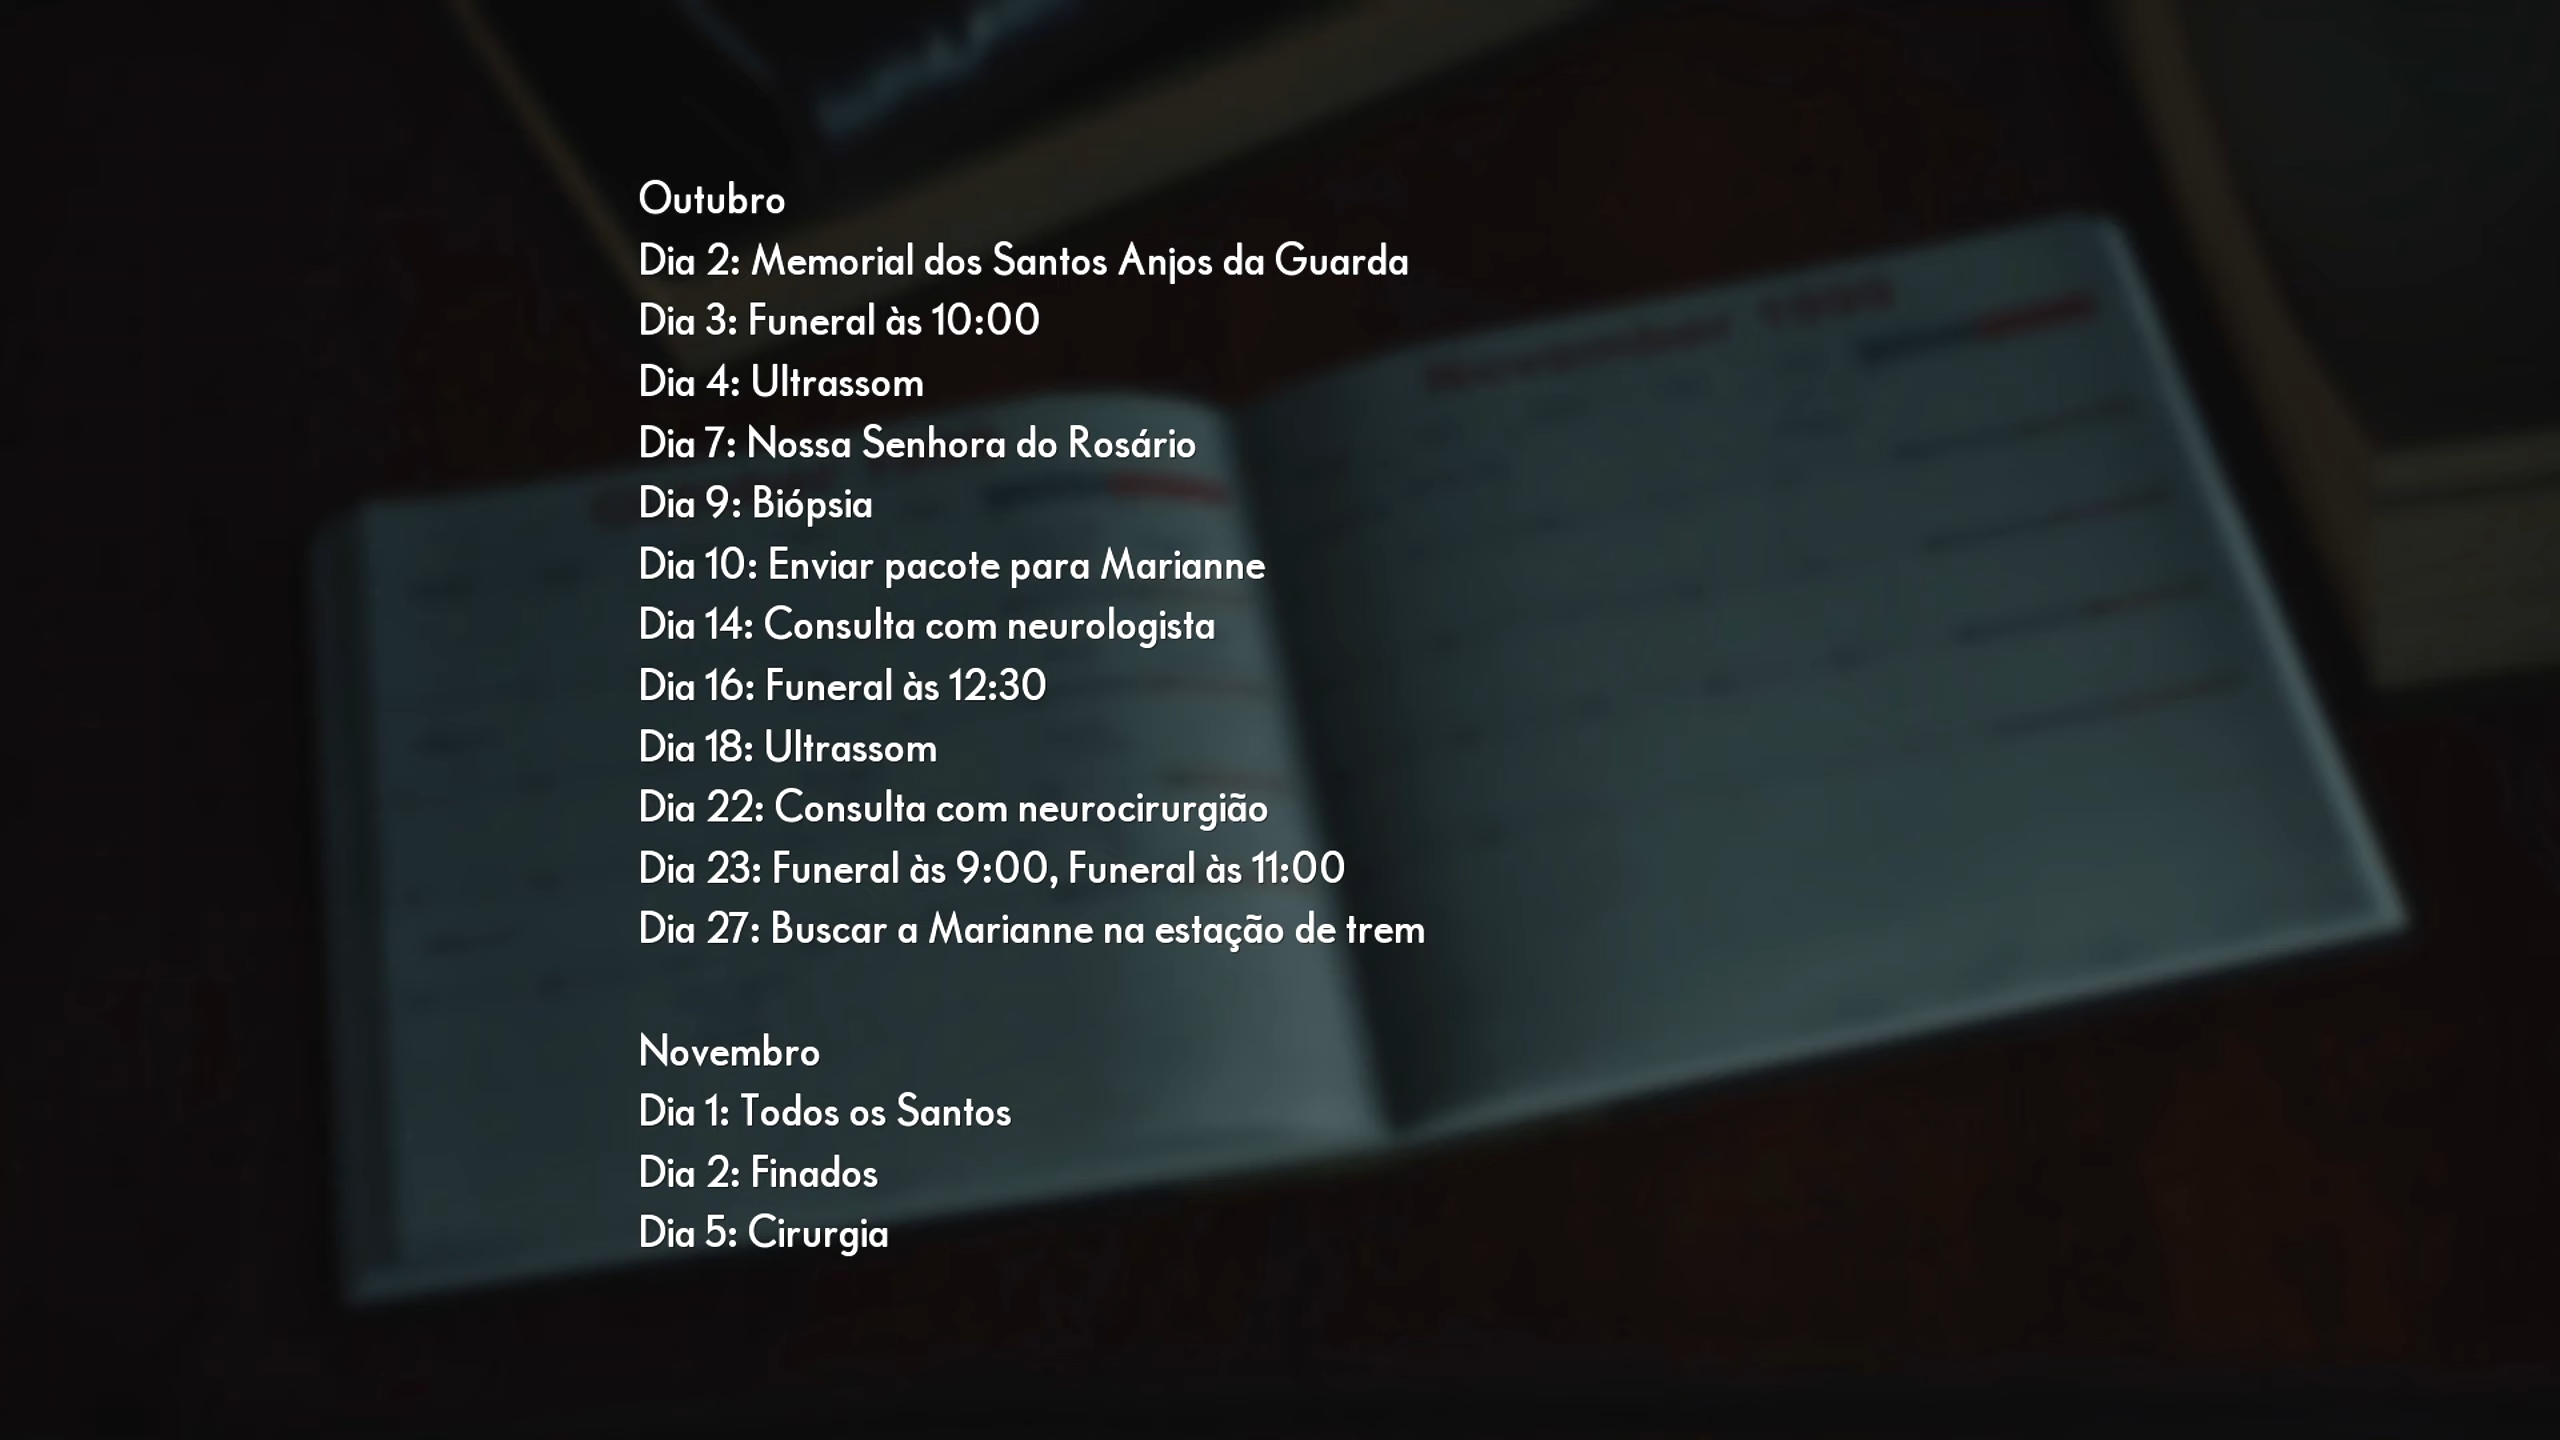 Outubro
Dia 2: Memorial dos Santos Anjos da Guarda
Dia 3: Funeral às 10:00
Dia 4: Ultrassom
Dia 7: Nossa Senhora do Rosário
Dia 9: Biópsia
Dia 10: Enviar pacote para Marianne
Dia 14: Consulta com neurologista
Dia 16: Funeral às 12:30
Dia 18: Ultrassom
Dia 22: Consulta com neurocirurgião
Dia 23: Funeral às 9:00, Funeral às 11:00
Dia 27: Buscar a Marianne na estação de trem
Novembro
Dia 1: Todos os Santos
Dia 2: Finados
Dia 5: Cirurgia